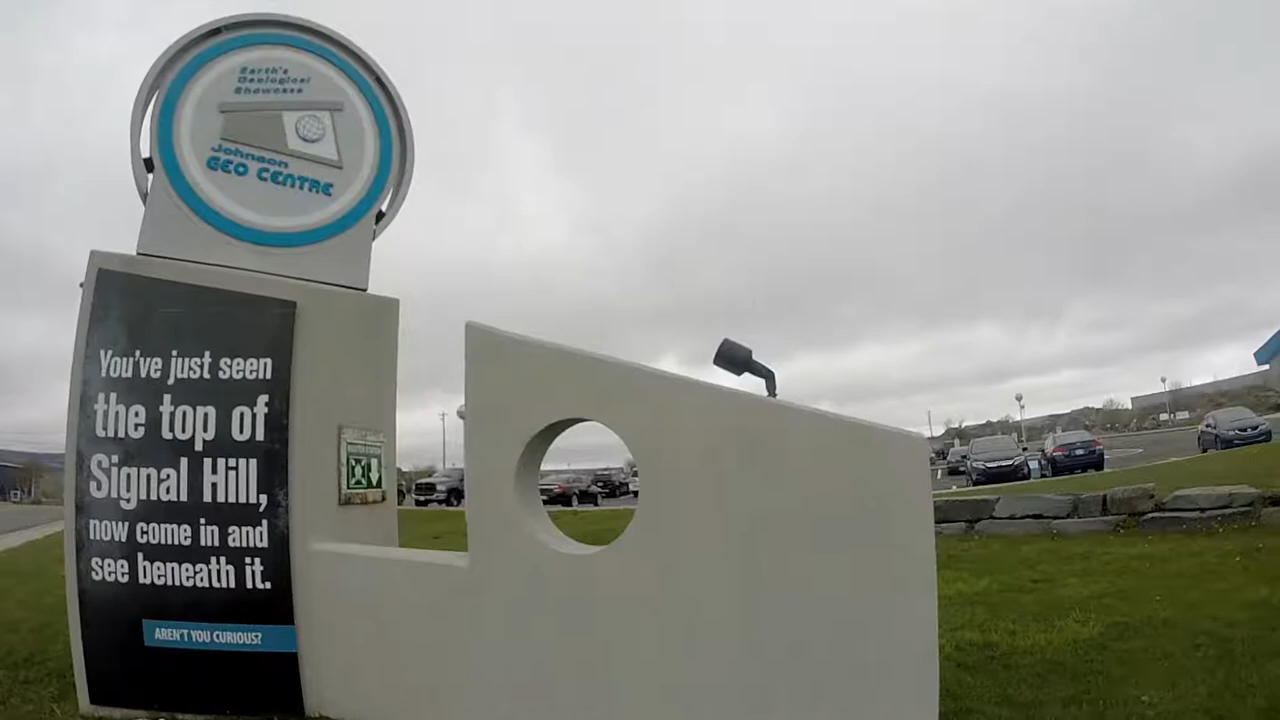 Earth's
Geological
Showcase
Johnson
GEO CENTRE
You've just seen
the top of
Signal Hill,
now come in and
see beneath it.
AREN'T YOU CURIOUS?